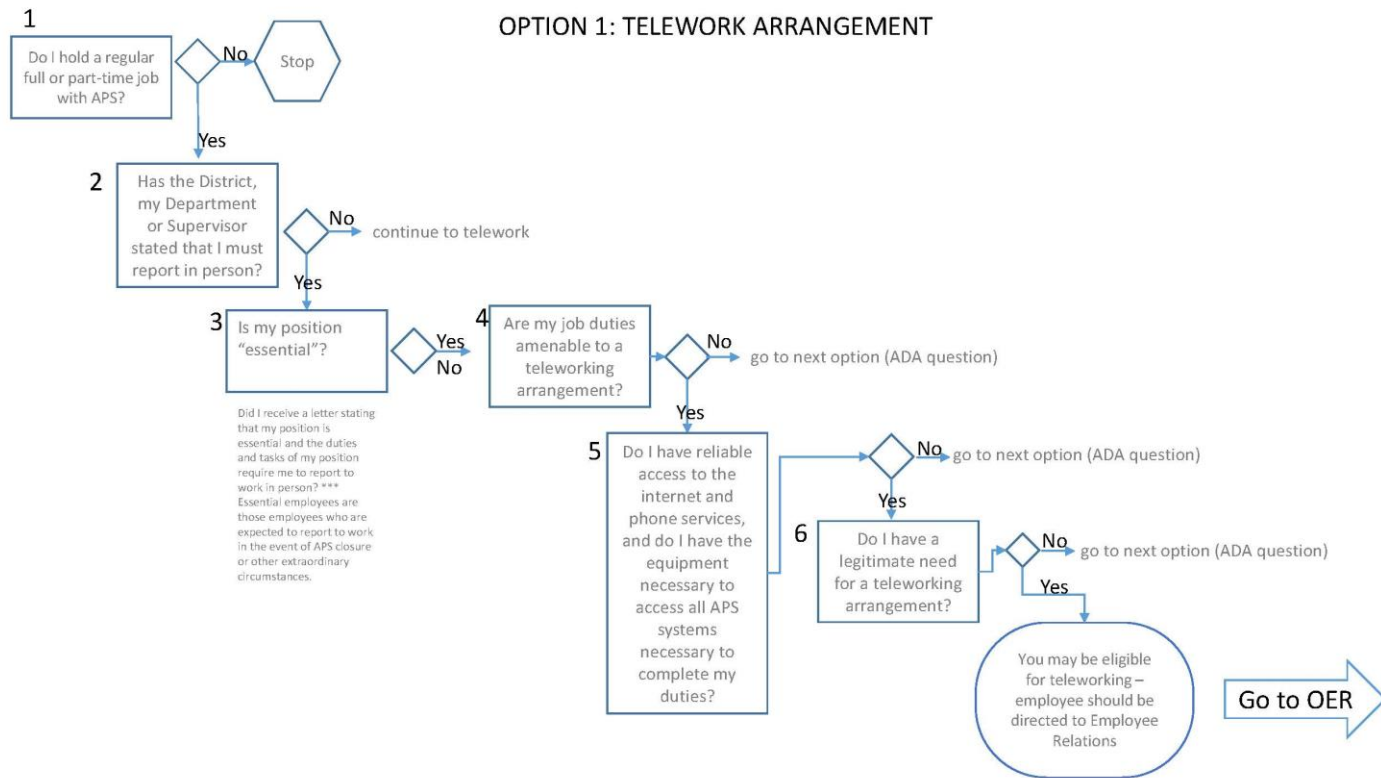 OPTION 1: TELEWORK ARRANGEMENT
1
Do I hold a regular
full or part-time job
with APS?
No
Stop
Yes
2
Has the District,
my Department
or Supervisor
stated that I must
report in person?
No
continue to telework
Yes
3
Is my position
“essential”?
Yes
No
Did I receive a letter stating
that my position is
essential and the duties
and tasks of my position
require me to report to
work in person? ***
Essential employees are
those employees who are
expected to report to work
in the event of APS closure
or other extraordinary
circumstances.
4
Are my job duties
amenable to a
teleworking
arrangement?
No
go to next option (ADA question)
Yes
5
Do I have reliable
access to the
internet and
phone services,
and do I have the
equipment
necessary to
access all APS
systems
necessary to
complete my
duties?
No
go to next option (ADA question)
Yes
6
Do I have a
legitimate need
for a teleworking
arrangement?
No
go to next option (ADA question)
Yes
You may be eligible
for teleworking –
employee should be
directed to Employee
Relations
Go to OER